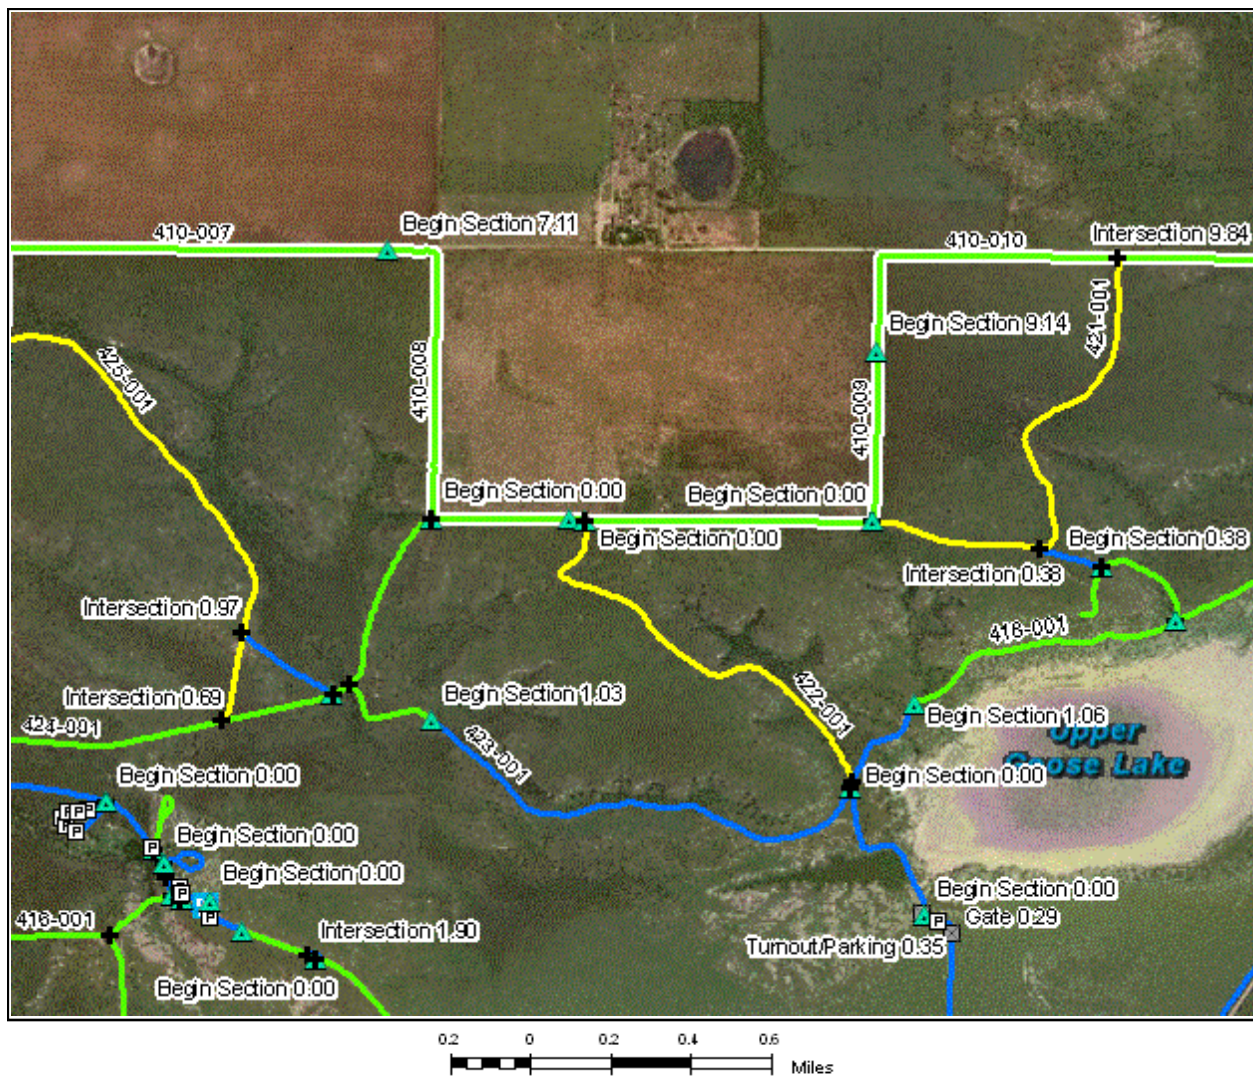 Begin Section 7.11
410-007
410-010
Intersection 9.84
421-001
Begin Section 9.14
410-008
410-009
425-001
Begin Section 0.00
Begin Section 0.00
Begin Section 0.00
Begin Section 0.38
Intersection 0.38
Intersection 0.97
418-001
Intersection 0.69
Begin Section 1.03
422-001
Begin Section 1.06
424-001
423-001
Upper
Goose Lake
Begin Section 0.00
Begin Section 0.00
P
P
P
P
P
P
Begin Section 0.00
Begin Section 0.00
P
P
Begin Section 0.00
P
P
Gate 0.29
416-001
Intersection 1.90
Turnout/Parking 0.35
Begin Section 0.00
0.2 0 0.2 0.4 0.6
Miles